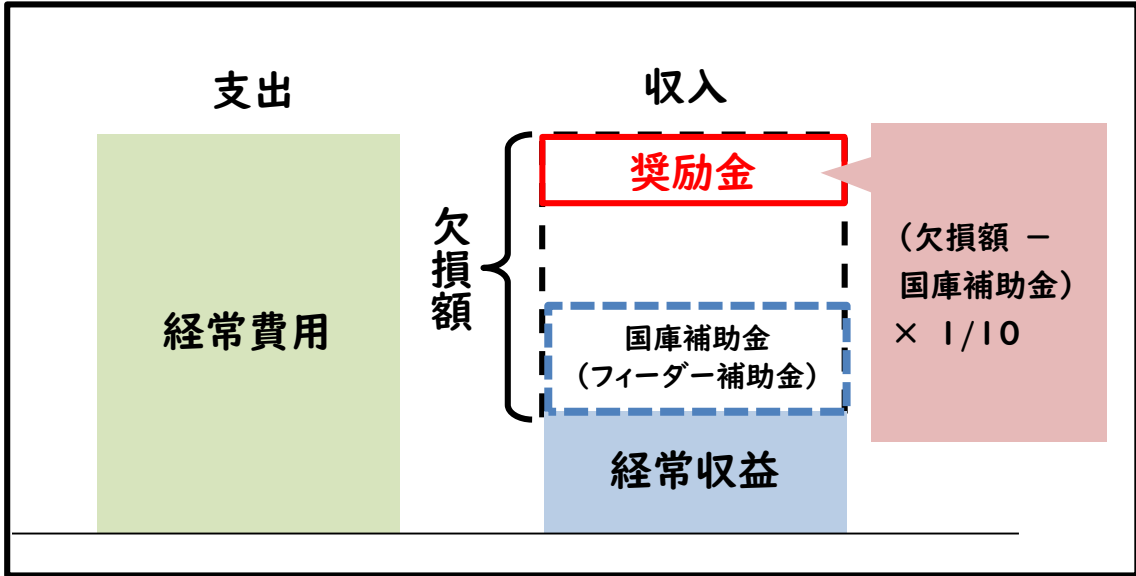 支出
収入
経常費用
欠損額
奨励金
国庫補助金
（フィーダー補助金）
経常収益
（欠損額 －
国庫補助金）
× 1/10